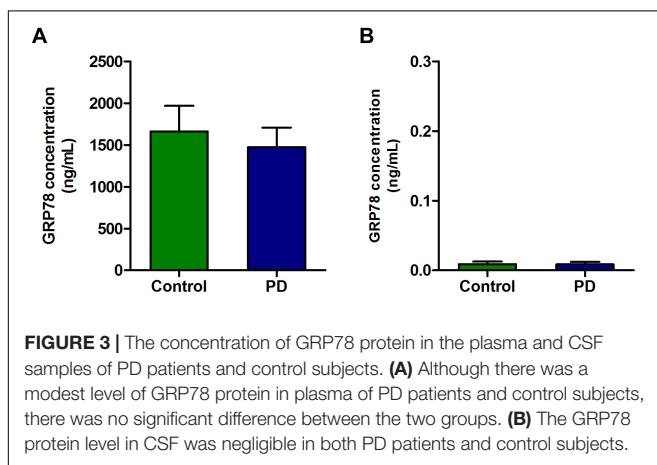 A
B
2500
2000
1500
1000
500
0
GRP78 concentration
(ng/mL)
Control
PD
0.3
0.2
0.1
0.0
GRP78 concentration
(ng/mL)
Control
PD
FIGURE 3 | The concentration of GRP78 protein in the plasma and CSF
samples of PD patients and control subjects. (A) Although there was a
modest level of GRP78 protein in plasma of PD patients and control subjects,
there was no significant difference between the two groups. (B) The GRP78
protein level in CSF was negligible in both PD patients and control subjects.